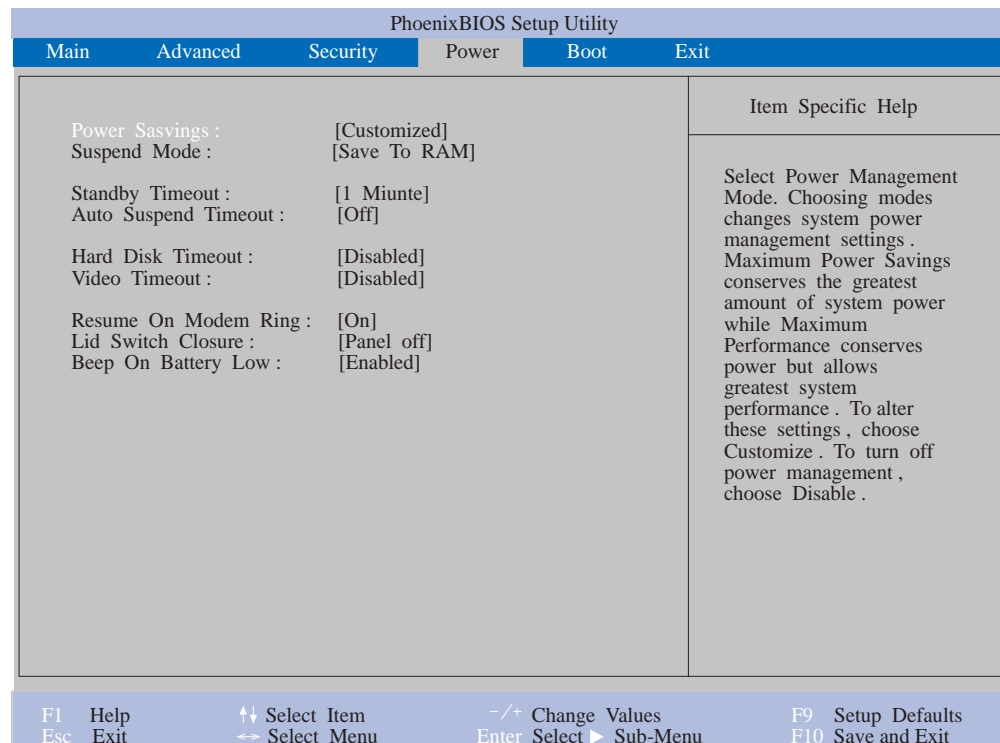 PhoenixBIOS Setup Utility
Main Advanced Security Power Boot Exit
Power Sasvings : [Customized]
Suspend Mode : [Save To RAM]
Standby Timeout : [1 Miunte]
Auto Suspend Timeout : [Off]
Hard Disk Timeout : [Disabled]
Video Timeout : [Disabled]
Resume On Modem Ring : [On]
Lid Switch Closure : [Panel off]
Beep On Battery Low : [Enabled]
Item Specific Help
Select Power Management
Mode. Choosing modes
changes system power
management settings .
Maximum Power Savings
conserves the greatest
amount of system power
while Maximum
Performance conserves
power but allows
greatest system
performance . To alter
these settings , choose
Customize . To turn off
power management ,
choose Disable .
F1 Help ↑↓ Select Item -/+ Change Values F9 Setup Defaults
Esc Exit ↔ Select Menu Enter Select ▶ Sub-Menu F10 Save and Exit